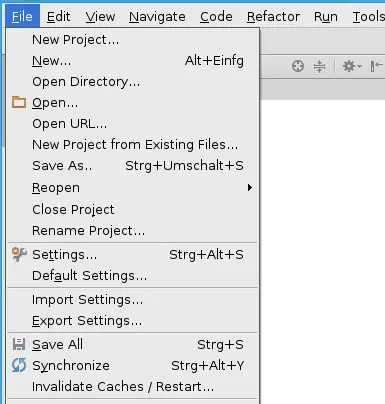 File Edit View Navigate Code Refactor Run Tools
New Project...
New... Alt+Einfg
Open Directory...
Open...
Open URL...
New Project from Existing Files...
Save As.. Strg+Umschalt+S
Reopen
Close Project
Rename Project...
Settings... Strg+Alt+S
Default Settings...
Import Settings...
Export Settings...
Save All Strg+S
Synchronize Strg+Alt+Y
Invalidate Caches / Restart...